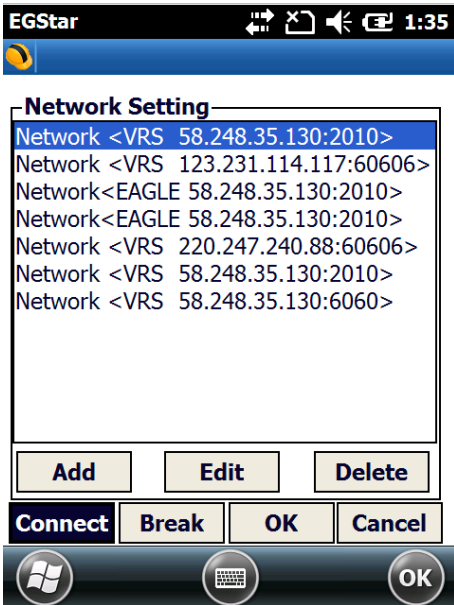 EGStar 1:35
Network Setting
Network <VRS 58.248.35.130:2010>
Network <VRS 123.231.114.117:60606>
Network<EAGLE 58.248.35.130:2010>
Network<EAGLE 58.248.35.130:2010>
Network <VRS 220.247.240.88:60606>
Network <VRS 58.248.35.130:2010>
Network <VRS 58.248.35.130:6060>
Add Edit Delete
Connect Break OK Cancel
OK